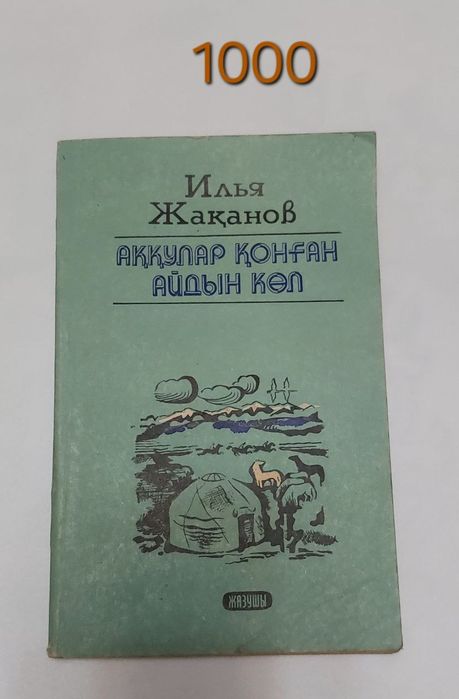 1000
Илья
Жақанов
АҚҚУЛАР ҚОНҒАН
АЙДЫН КӨЛ
ЖАЗУШЫ